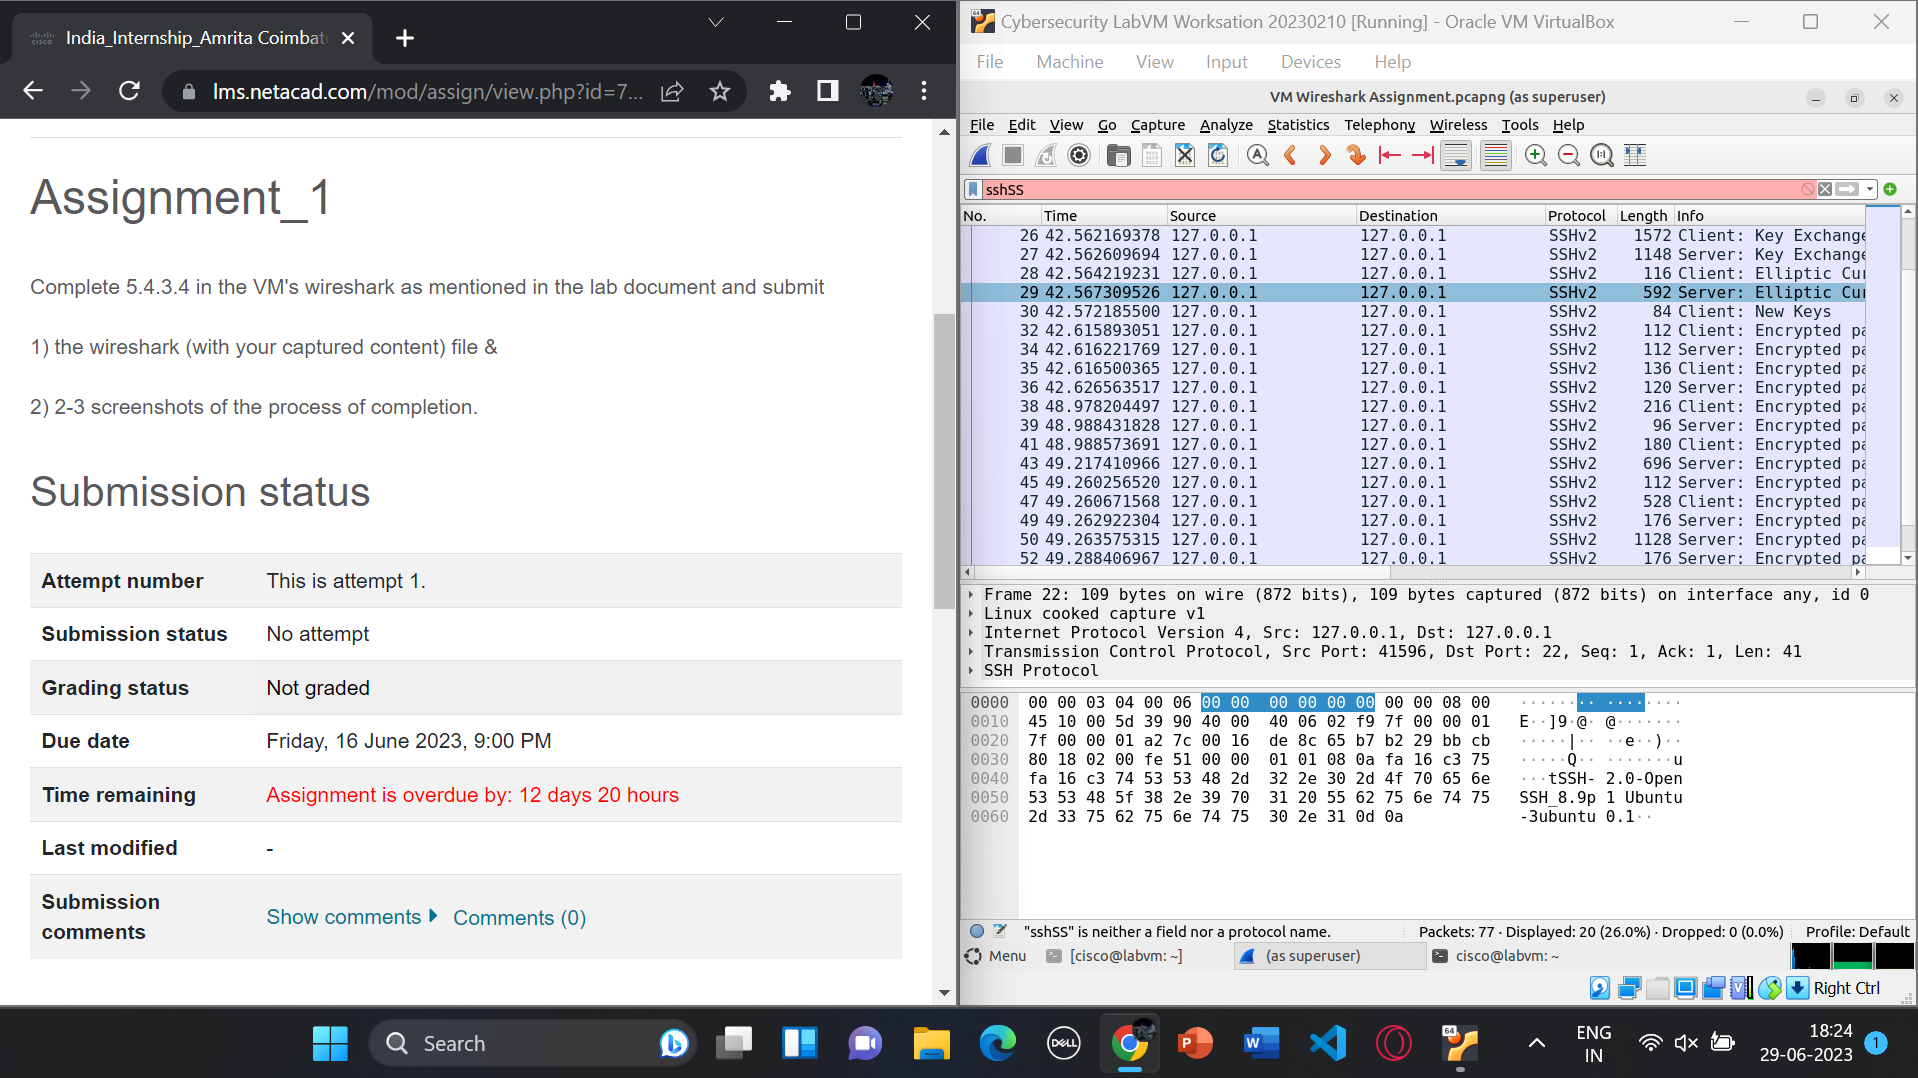 India_Internship_Amrita Coimbat
lms.netacad.com/mod/assign/view.php?id=7...
Assignment_1
Complete 5.4.3.4 in the VM's wireshark as mentioned in the lab document and submit
1) the wireshark (with your captured content) file &
2) 2-3 screenshots of the process of completion.
Submission status
Attempt number This is attempt 1.
Submission status No attempt
Grading status Not graded
Due date Friday, 16 June 2023, 9:00 PM
Time remaining Assignment is overdue by: 12 days 20 hours
Last modified -
Submission comments Show comments Comments (0)
Cybersecurity LabVM Worksation 20230210 [Running] - Oracle VM VirtualBox
File Machine View Input Devices Help
VM Wireshark Assignment.pcapng (as superuser)
File Edit View Go Capture Analyze Statistics Telephony Wireless Tools Help
sshSS
No. Time Source Destination Protocol Length Info
26 42.562169378 127.0.0.1 127.0.0.1 SSHv2 1572 Client: Key Exchange
27 42.562609694 127.0.0.1 127.0.0.1 SSHv2 1148 Server: Key Exchange
28 42.564219231 127.0.0.1 127.0.0.1 SSHv2 116 Client: Elliptic Cur
29 42.567309526 127.0.0.1 127.0.0.1 SSHv2 592 Server: Elliptic Cur
30 42.572185500 127.0.0.1 127.0.0.1 SSHv2 84 Client: New Keys
32 42.615893051 127.0.0.1 127.0.0.1 SSHv2 112 Client: Encrypted pa
34 42.616221769 127.0.0.1 127.0.0.1 SSHv2 112 Server: Encrypted pa
35 42.616500365 127.0.0.1 127.0.0.1 SSHv2 136 Client: Encrypted pa
36 42.626563517 127.0.0.1 127.0.0.1 SSHv2 120 Server: Encrypted pa
38 48.978204497 127.0.0.1 127.0.0.1 SSHv2 216 Client: Encrypted pa
39 48.988431828 127.0.0.1 127.0.0.1 SSHv2 96 Server: Encrypted pa
41 48.988573691 127.0.0.1 127.0.0.1 SSHv2 180 Client: Encrypted pa
43 49.217410966 127.0.0.1 127.0.0.1 SSHv2 696 Server: Encrypted pa
45 49.260256520 127.0.0.1 127.0.0.1 SSHv2 112 Server: Encrypted pa
47 49.260671568 127.0.0.1 127.0.0.1 SSHv2 528 Client: Encrypted pa
49 49.262922304 127.0.0.1 127.0.0.1 SSHv2 176 Server: Encrypted pa
50 49.263575315 127.0.0.1 127.0.0.1 SSHv2 1128 Server: Encrypted pa
52 49.288406967 127.0.0.1 127.0.0.1 SSHv2 176 Server: Encrypted pa
Frame 22: 109 bytes on wire (872 bits), 109 bytes captured (872 bits) on interface any, id 0
Linux cooked capture v1
Internet Protocol Version 4, Src: 127.0.0.1, Dst: 127.0.0.1
Transmission Control Protocol, Src Port: 41596, Dst Port: 22, Seq: 1, Ack: 1, Len: 41
SSH Protocol
0000 00 00 03 04 00 06 00 00 00 00 00 00 00 00 08 00 ········ ········
0010 45 10 00 5d 39 90 40 00 40 06 02 f9 7f 00 00 01 E··]9·@· @·······
0020 7f 00 00 01 a2 7c 00 16 de 8c 65 b7 b2 29 bb cb ·····|·· ··e··)··
0030 80 18 02 00 fe 51 00 00 01 01 08 0a fa 16 c3 75 ·····Q·· ·······u
0040 fa 16 c3 74 53 53 48 2d 32 2e 30 2d 4f 70 65 6e ···tSSH- 2.0-Open
0050 53 53 48 5f 38 2e 39 70 31 20 55 62 75 6e 74 75 SSH_8.9p 1 Ubuntu
0060 2d 33 75 62 75 6e 74 75 30 2e 31 0d 0a -3ubuntu 0.1··
"sshSS" is neither a field nor a protocol name. Packets: 77 · Displayed: 20 (26.0%) · Dropped: 0 (0.0%) Profile: Default
Menu [cisco@labvm: ~] (as superuser) cisco@labvm: ~
Right Ctrl
Search
ENG
IN
18:24
29-06-2023
1